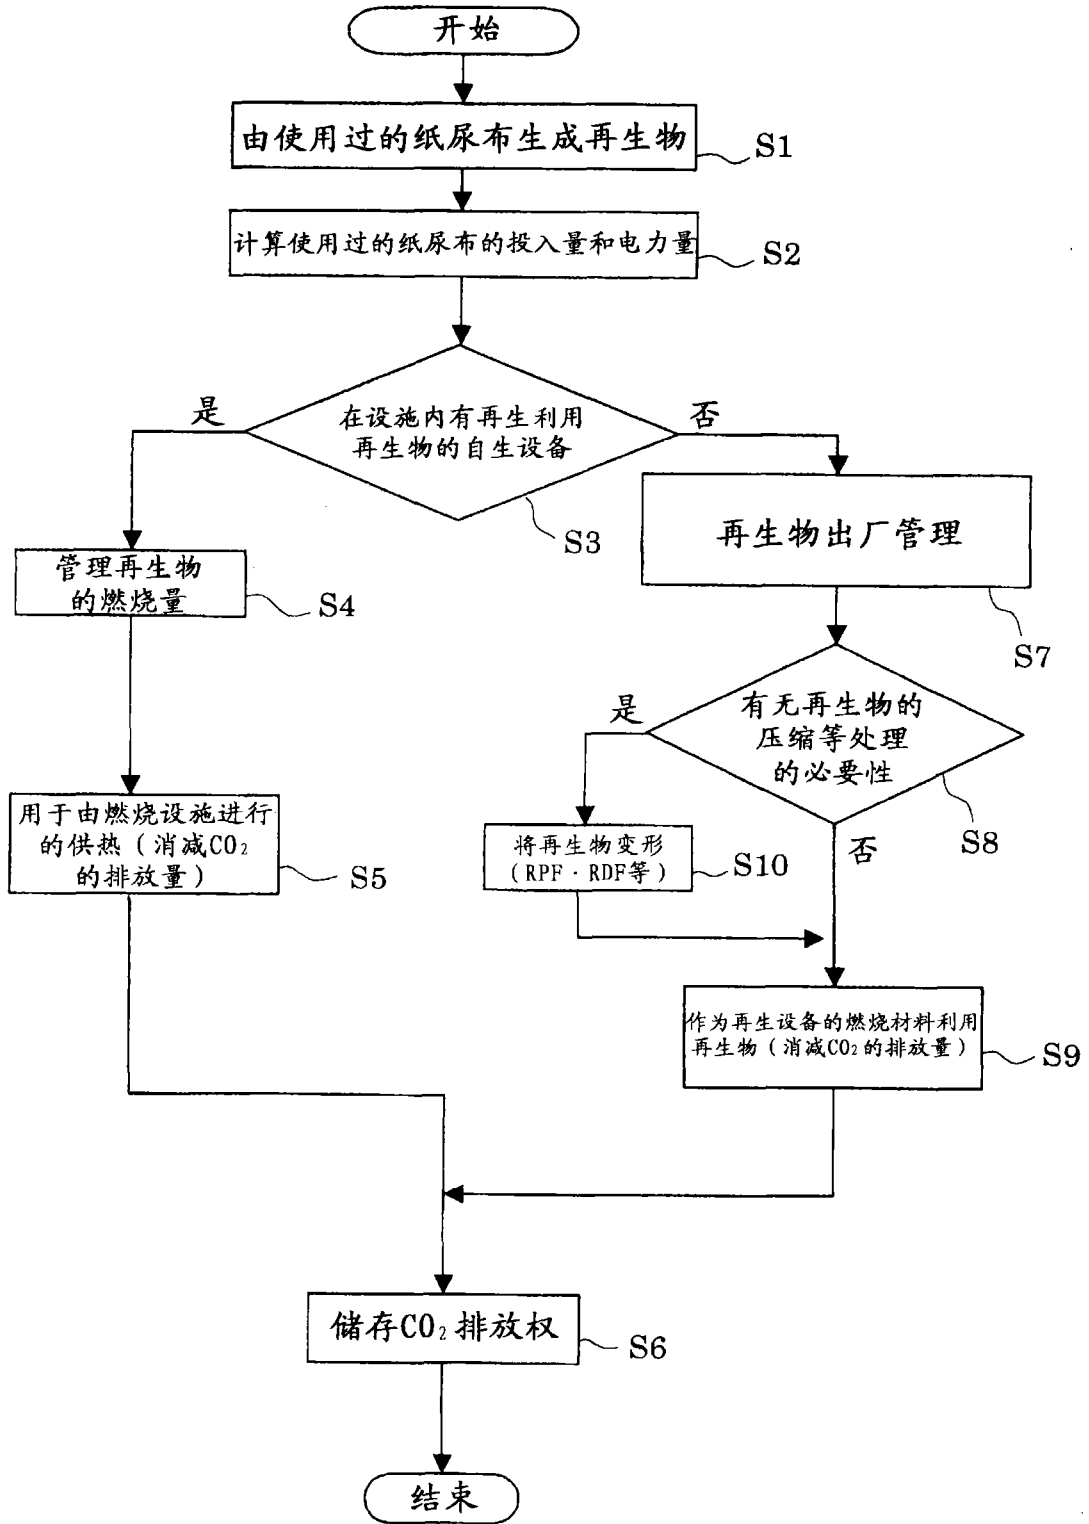 开始
由使用过的纸尿布生成再生物
S1
计算使用过的纸尿布的投入量和电力量
S2
是
在设施内有再生利用
再生物的自生设备
否
S3
管理再生物
的燃烧量
S4
再生物出厂管理
S7
是
有无再生物的
压缩等处理
的必要性
S8
用于由燃烧设施进行
的供热（消减CO₂
的排放量）
S5
将再生物变形
（RPF·RDF等）
S10
否
作为再生设备的燃烧材料利用
再生物（消减CO₂的排放量）
S9
储存CO₂排放权
S6
结束